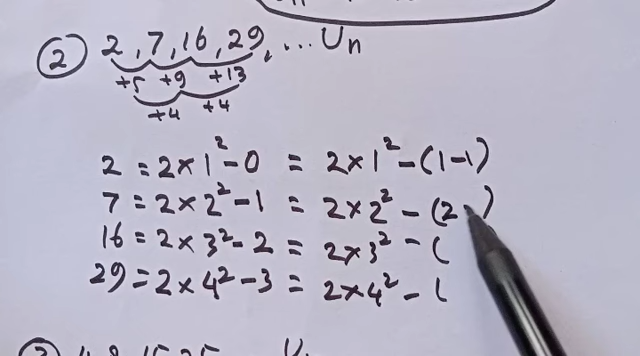 ② 2, 7, 16, 29, ... Un
+5 +9 +13
+4 +4
2 = 2×1²-0 = 2×1²-(1-1)
7 = 2×2²-1 = 2×2²-(2 )
16 = 2×3²-2 = 2×3²-(
29 = 2×4²-3 = 2×4²-(